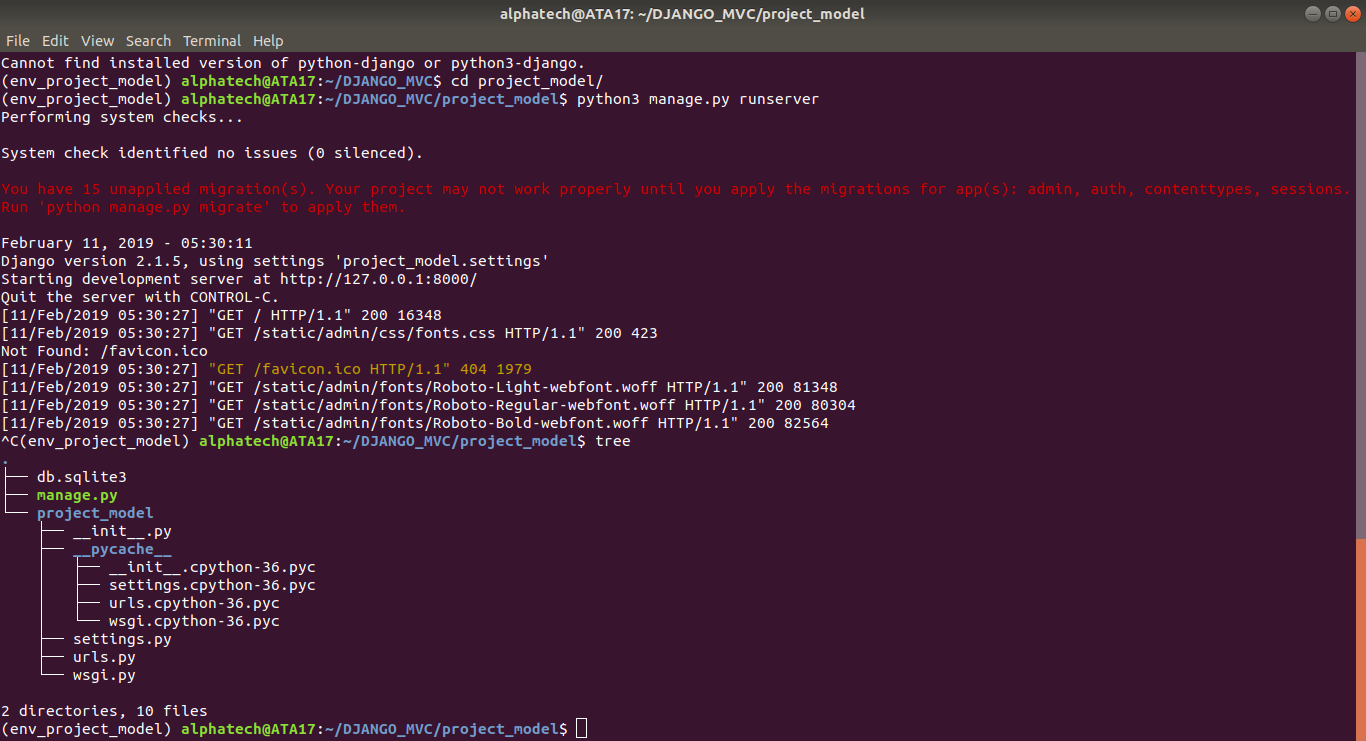 alphatech@ATA17: ~/DJANGO_MVC/project_model
File Edit View Search Terminal Help
Cannot find installed version of python-django or python3-django.
(env_project_model) alphatech@ATA17:~/DJANGO_MVC$ cd project_model/
(env_project_model) alphatech@ATA17:~/DJANGO_MVC/project_model$ python3 manage.py runserver
Performing system checks...

System check identified no issues (0 silenced).

You have 15 unapplied migration(s). Your project may not work properly until you apply the migrations for app(s): admin, auth, contenttypes, sessions.
Run 'python manage.py migrate' to apply them.

February 11, 2019 - 05:30:11
Django version 2.1.5, using settings 'project_model.settings'
Starting development server at http://127.0.0.1:8000/
Quit the server with CONTROL-C.
[11/Feb/2019 05:30:27] "GET / HTTP/1.1" 200 16348
[11/Feb/2019 05:30:27] "GET /static/admin/css/fonts.css HTTP/1.1" 200 423
Not Found: /favicon.ico
[11/Feb/2019 05:30:27] "GET /favicon.ico HTTP/1.1" 404 1979
[11/Feb/2019 05:30:27] "GET /static/admin/fonts/Roboto-Light-webfont.woff HTTP/1.1" 200 81348
[11/Feb/2019 05:30:27] "GET /static/admin/fonts/Roboto-Regular-webfont.woff HTTP/1.1" 200 80304
[11/Feb/2019 05:30:27] "GET /static/admin/fonts/Roboto-Bold-webfont.woff HTTP/1.1" 200 82564
^C(env_project_model) alphatech@ATA17:~/DJANGO_MVC/project_model$ tree
.
├── db.sqlite3
├── manage.py
└── project_model
    ├── __init__.py
    ├── __pycache__
    │   ├── __init__.cpython-36.pyc
    │   ├── settings.cpython-36.pyc
    │   ├── urls.cpython-36.pyc
    │   └── wsgi.cpython-36.pyc
    ├── settings.py
    ├── urls.py
    └── wsgi.py

2 directories, 10 files
(env_project_model) alphatech@ATA17:~/DJANGO_MVC/project_model$